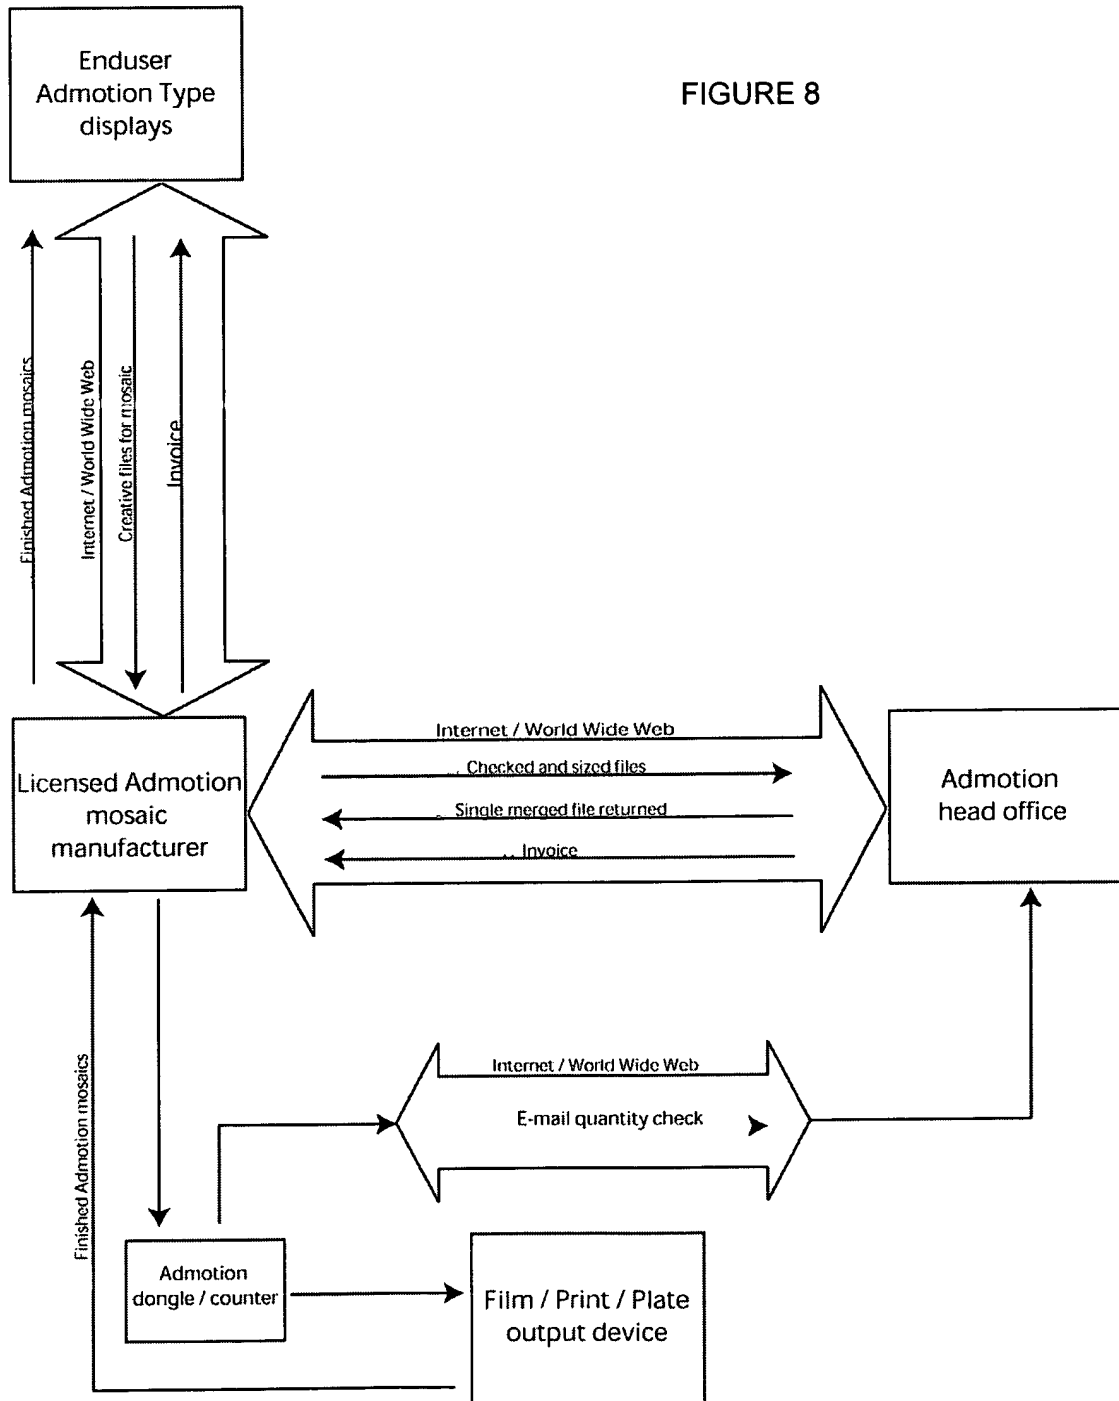 Enduser
Admotion Type
displays
FIGURE 8
Finished Admotion mosaics
Internet / World Wide Web
Creative files for mosaic
Invoice
Licensed Admotion
mosaic
manufacturer
Internet / World Wide Web
Checked and sized files
Single merged file returned
Invoice
Admotion
head office
Finished Admotion mosaics
Internet / World Wide Web
E-mail quantity check
Admotion
dongle / counter
Film / Print / Plate
output device